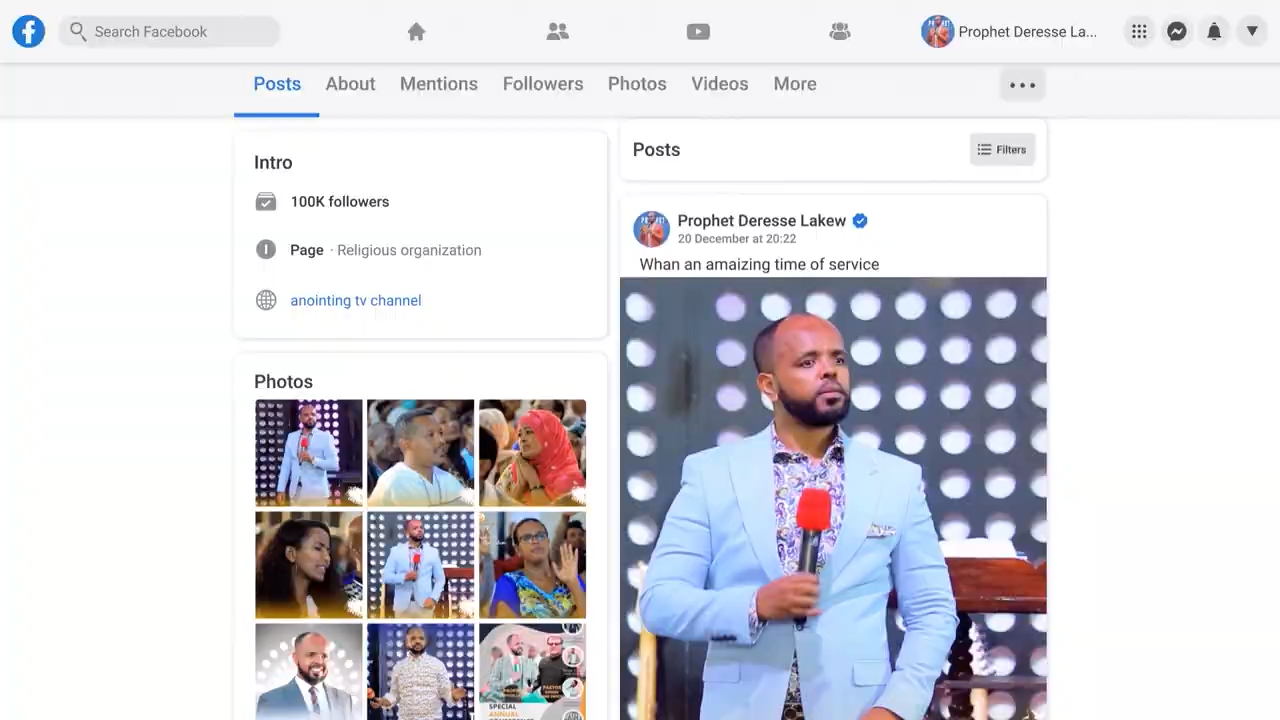 Search Facebook
Prophet Deresse La...
Posts
About
Mentions
Followers
Photos
Videos
More
Intro
100K followers
Page · Religious organization
anointing tv channel
Photos
SPECIAL
ANNUAL
Posts
Filters
Prophet Deresse Lakew
20 December at 20:22
Whan an amaizing time of service